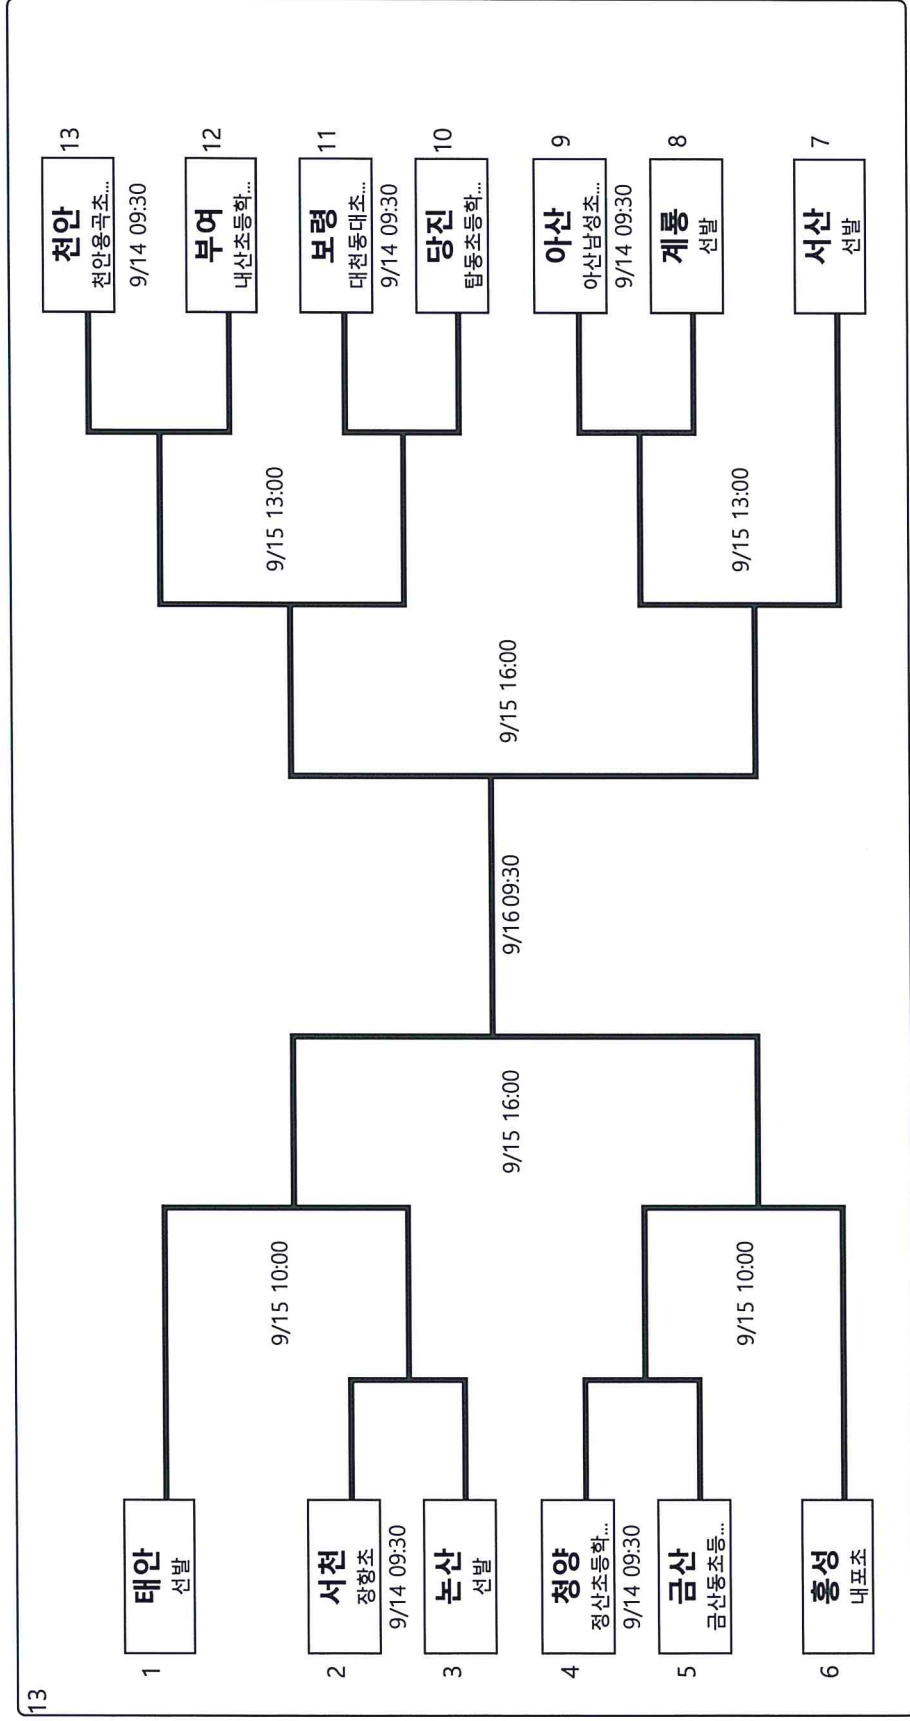 13
1
태안
선발
2
서천
장항초
9/14 09:30
3
논산
선발
4
청양
정산초등학...
9/14 09:30
5
금산
금산동초등...
6
홍성
내포초
9/15 10:00
9/15 10:00
9/15 16:00
9/16 09:30
9/15 16:00
9/15 13:00
9/15 13:00
천안
천안용곡초...
13
9/14 09:30
부여
내산초등학...
12
보령
대천동대초...
11
9/14 09:30
당진
탑동초등학...
10
아산
아산남성초...
9
9/14 09:30
계룡
선발
8
서산
선발
7